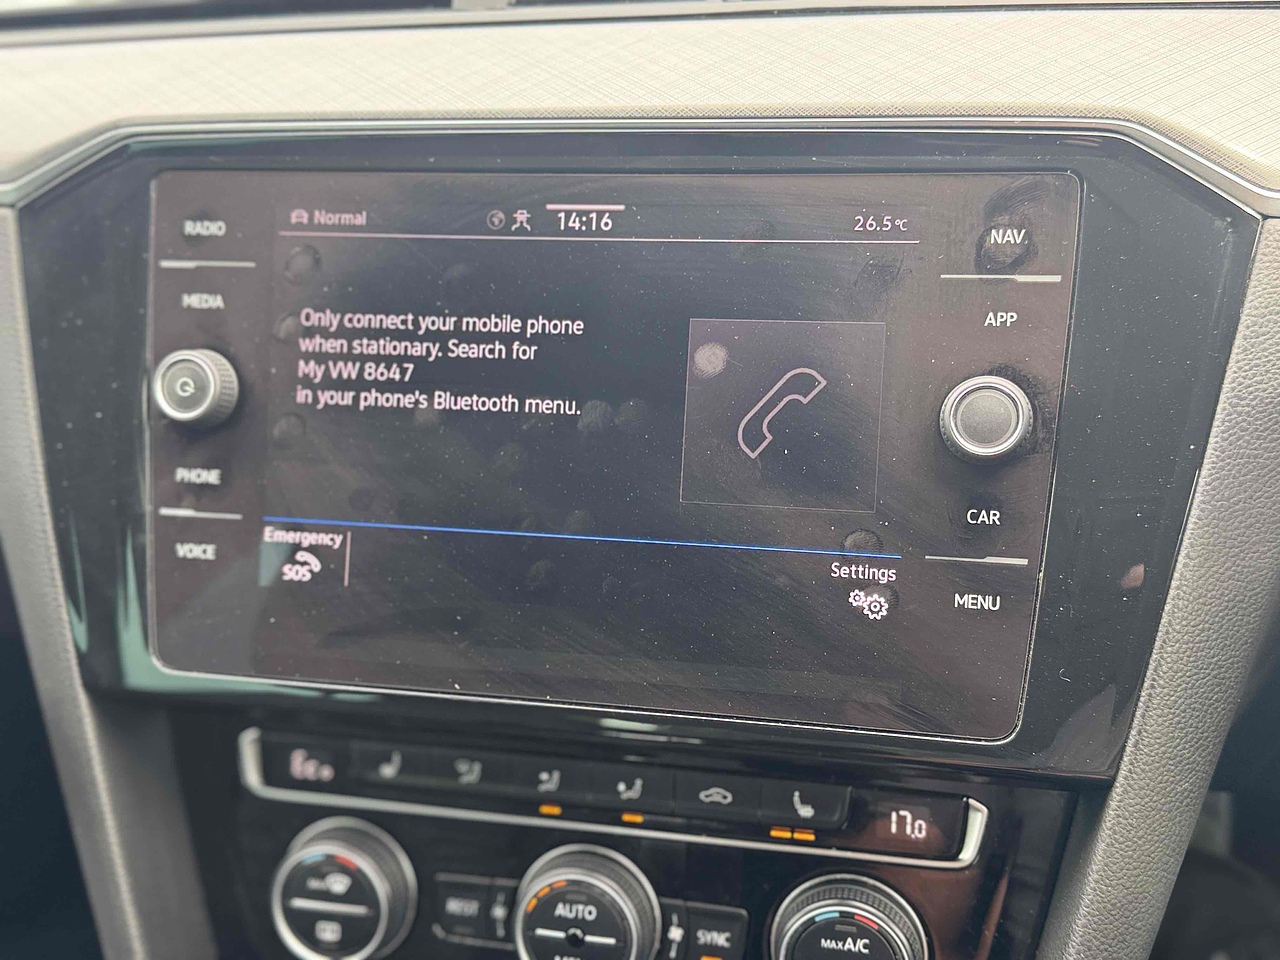 Normal 14:16 26.5°C
RADIO
NAV
MEDIA
APP
Only connect your mobile phone
when stationary. Search for
My VW 8647
in your phone's Bluetooth menu.
PHONE
CAR
VOICE
Emergency
SOS
Settings
MENU
17.0
REST
AUTO
SYNC
MAX A/C